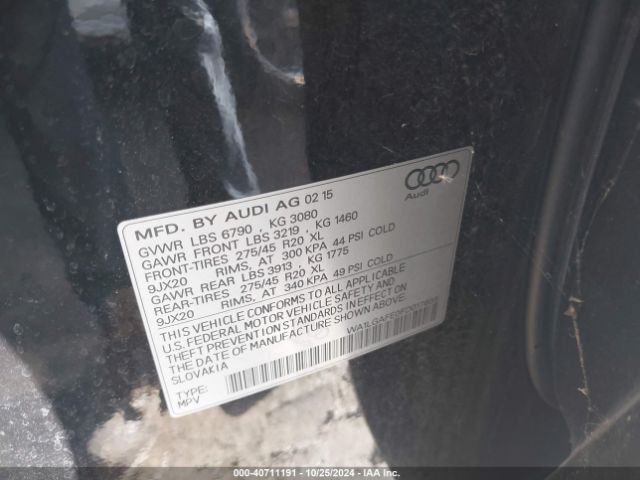 MFD. BY AUDI AG 02 15
Audi
GVWR LBS 6790 , KG 3080
GAWR FRONT LBS 3219 , KG 1460
FRONT-TIRES 275/45 R20 XL
9JX20 RIMS, AT 300 KPA 44 PSI COLD
GAWR REAR LBS 3913 , KG 1775
REAR-TIRES 275/45 R20 XL
9JX20 RIMS, AT 340 KPA 49 PSI COLD
THIS VEHICLE CONFORMS TO ALL APPLICABLE
U.S. FEDERAL MOTOR VEHICLE SAFETY AND
THEFT PREVENTION STANDARDS IN EFFECT ON
THE DATE OF MANUFACTURE SHOWN ABOVE.
SLOVAKIA
TYPE:
MPV
000-40711191 - 10/25/2024 - IAA Inc.